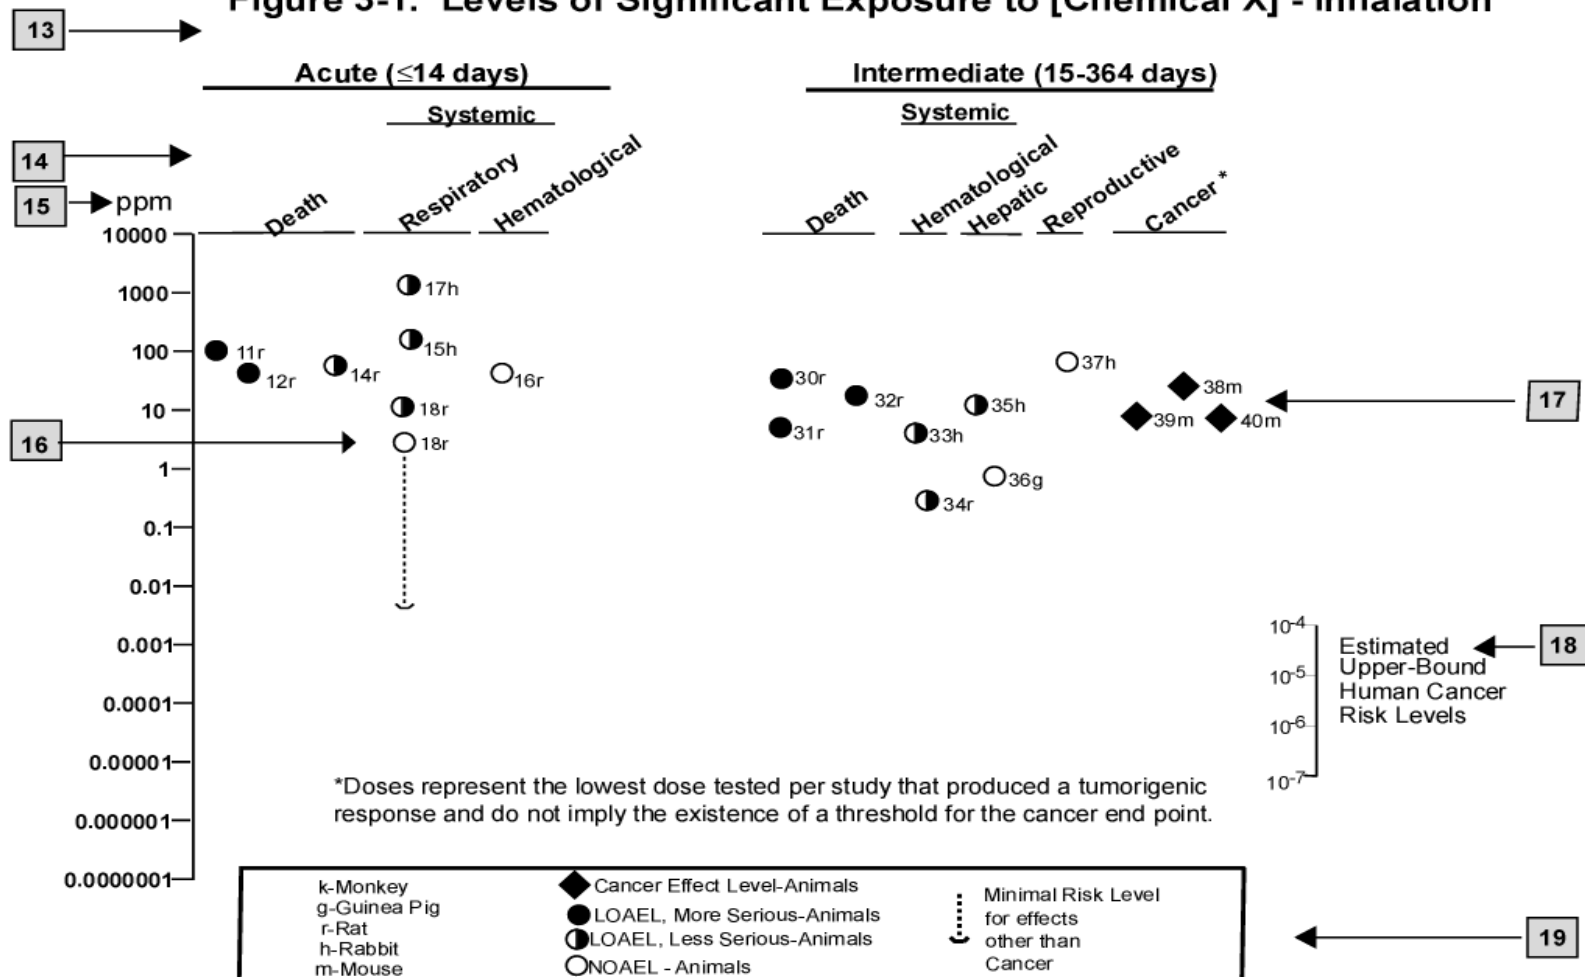 Figure 3-1. Levels of Significant Exposure to [Chemical X] - Inhalation
13
Acute (≤14 days)
Intermediate (15-364 days)
Systemic
Systemic
14
15
ppm
Death
Respiratory
Hematological
Death
Hematological
Hepatic
Reproductive
Cancer*
10000
1000
100
10
1
0.1
0.01
0.001
0.0001
0.00001
0.000001
0.0000001
17h
15h
11r
12r
14r
16r
18r
18r
16
30r
32r
31r
33h
34r
35h
36g
37h
38m
39m
40m
17
10-4
10-5
10-6
10-7
Estimated
Upper-Bound
Human Cancer
Risk Levels
18
*Doses represent the lowest dose tested per study that produced a tumorigenic
response and do not imply the existence of a threshold for the cancer end point.
k-Monkey
g-Guinea Pig
r-Rat
h-Rabbit
m-Mouse
Cancer Effect Level-Animals
LOAEL, More Serious-Animals
LOAEL, Less Serious-Animals
NOAEL - Animals
Minimal Risk Level
for effects
other than
Cancer
19